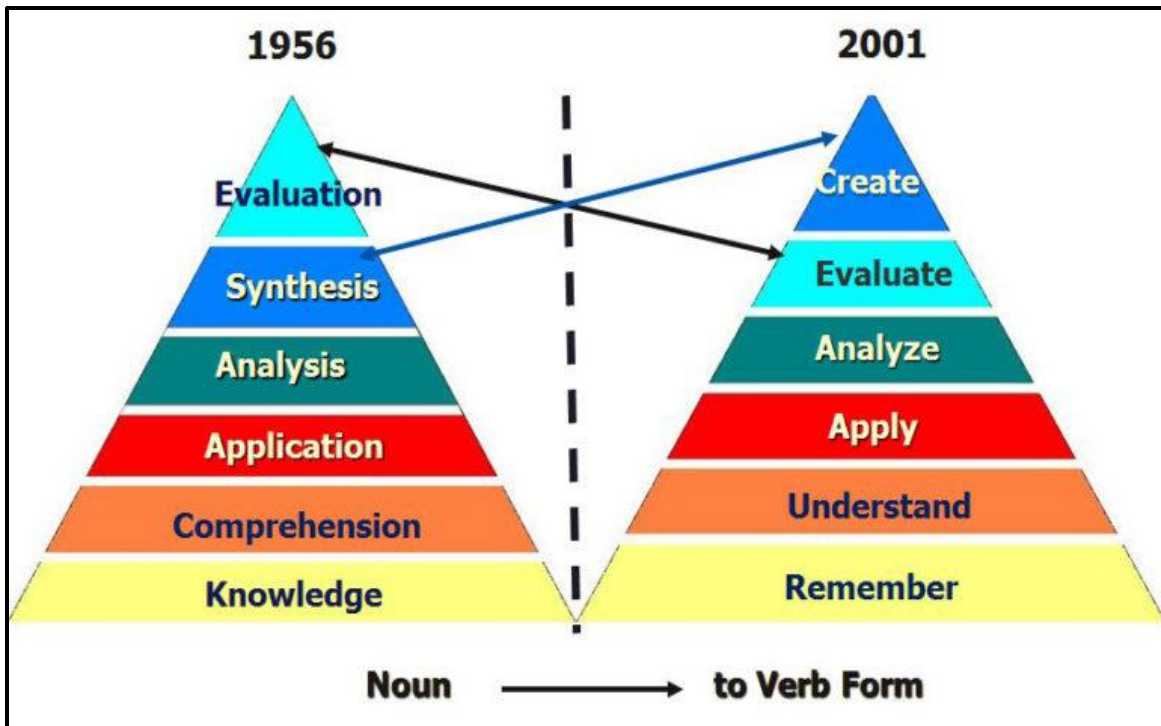 1956
2001
Evaluation
Synthesis
Analysis
Application
Comprehension
Knowledge
Create
Evaluate
Analyze
Apply
Understand
Remember
Noun to Verb Form